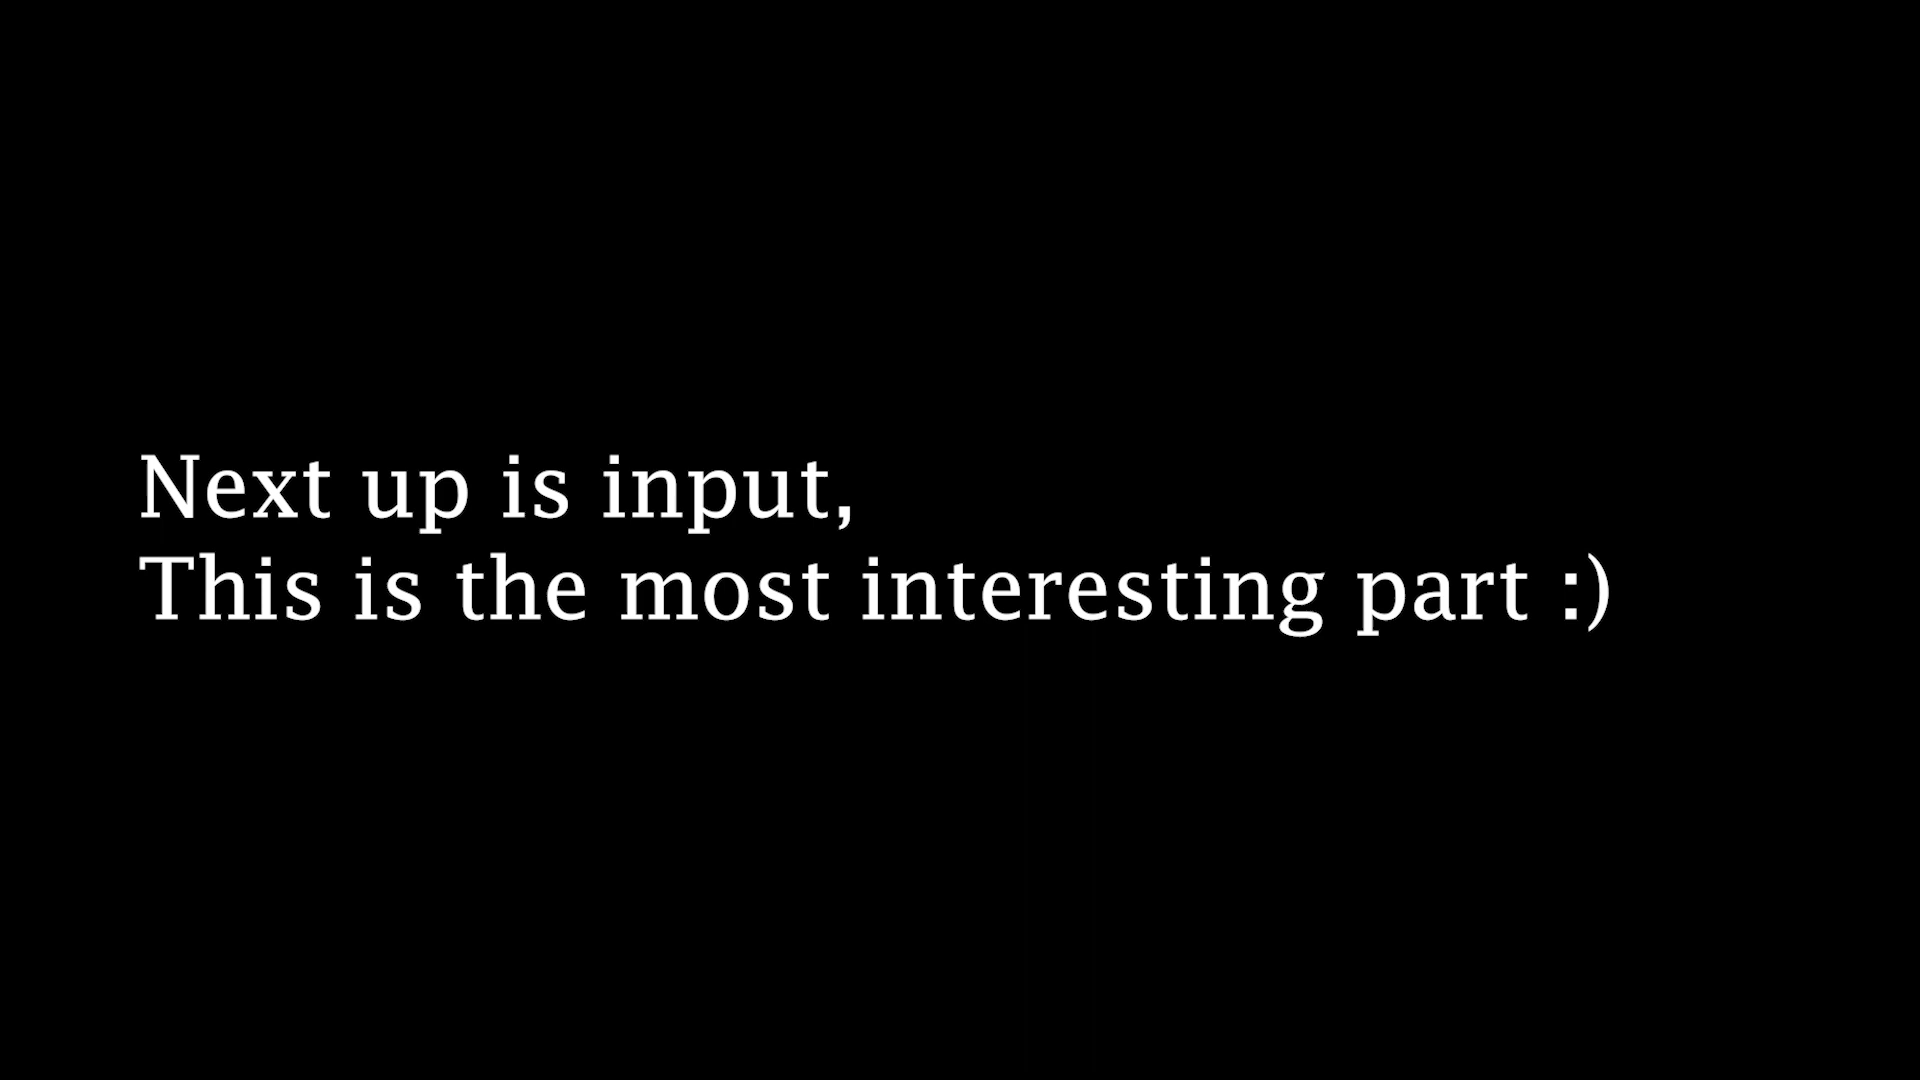 Next up is input,
This is the most interesting part :)